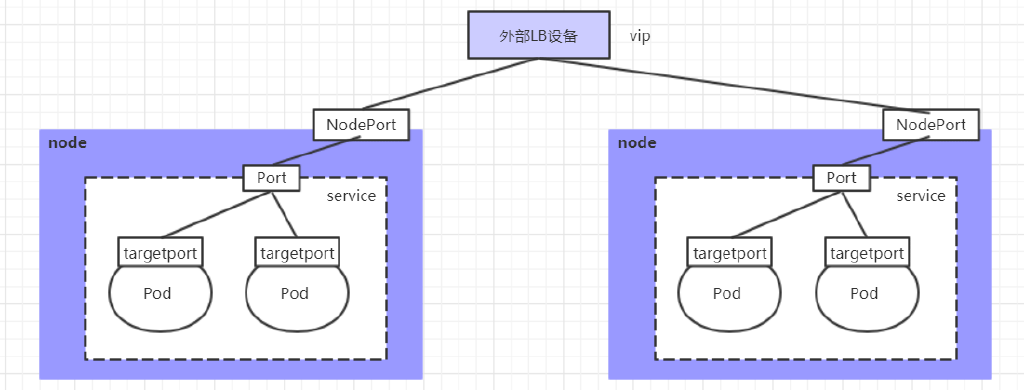 外部LB设备
vip
NodePort
node
Port
service
targetport
targetport
Pod
Pod
NodePort
node
Port
service
targetport
targetport
Pod
Pod